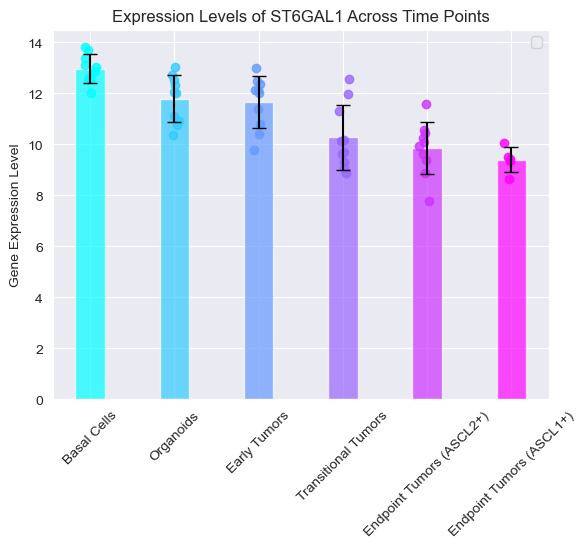 Expression Levels of ST6GAL1 Across Time Points
Gene Expression Level
14
12
10
8
6
4
2
0
Basal Cells
Organoids
Early Tumors
Transitional Tumors
Endpoint Tumors (ASCL2+)
Endpoint Tumors (ASCL1+)